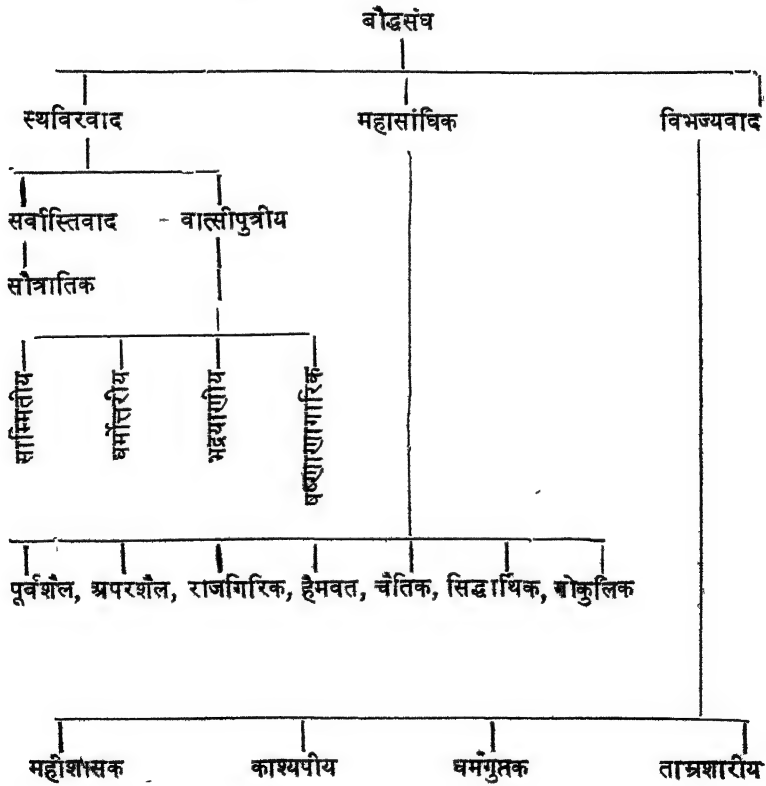 बौद्धसंघ
स्थविरवाद महासांघिक विभज्यवाद
सर्वास्तिवाद - वात्सीपुत्रीय
सौत्रातिक
साम्मितीय
धर्मोत्तरीय
भद्रयाणीय
षष्णाणागारिक
पूर्वशैल, अपरशैल, राजगिरिक, हैमवत, चैतिक, सिद्धार्थिक, गोकुलिक
महीशासक काश्यपीय धर्मगुप्तक ताम्रशारीय